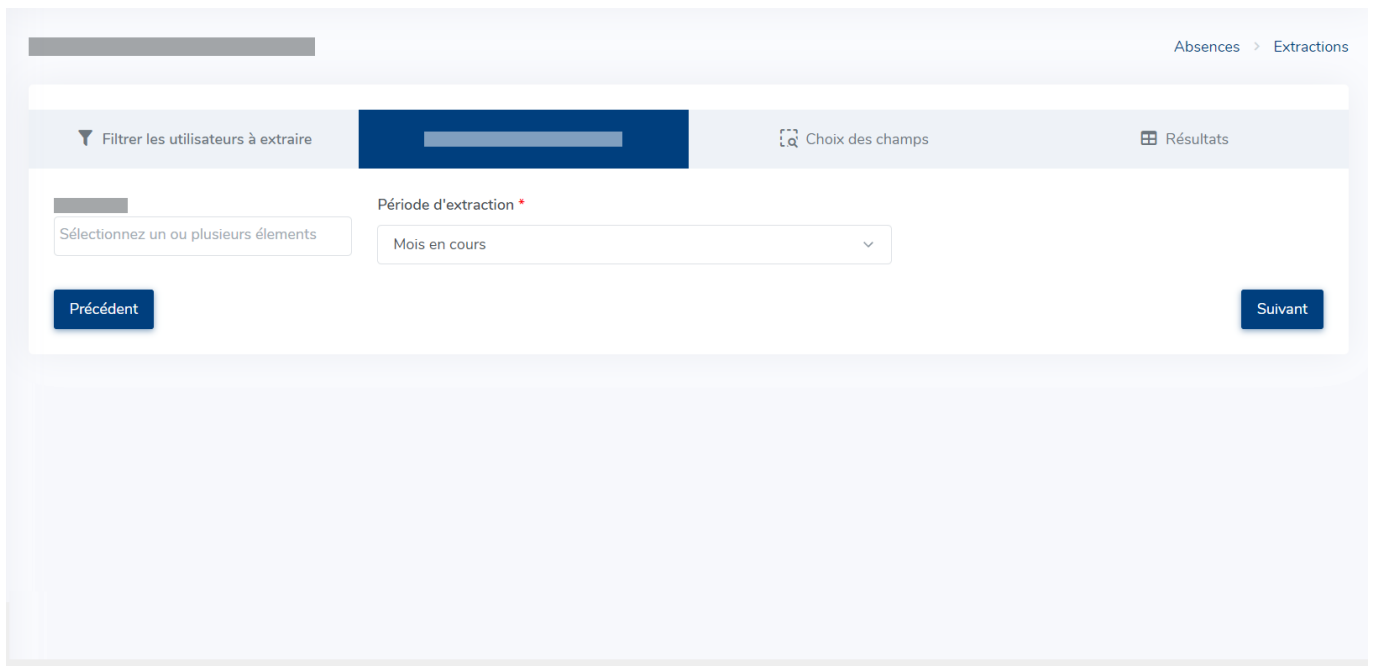 Absences > Extractions
Filtrer les utilisateurs à extraire
Choix des champs
Résultats
Période d'extraction *
Sélectionnez un ou plusieurs élements
Mois en cours
Précédent
Suivant